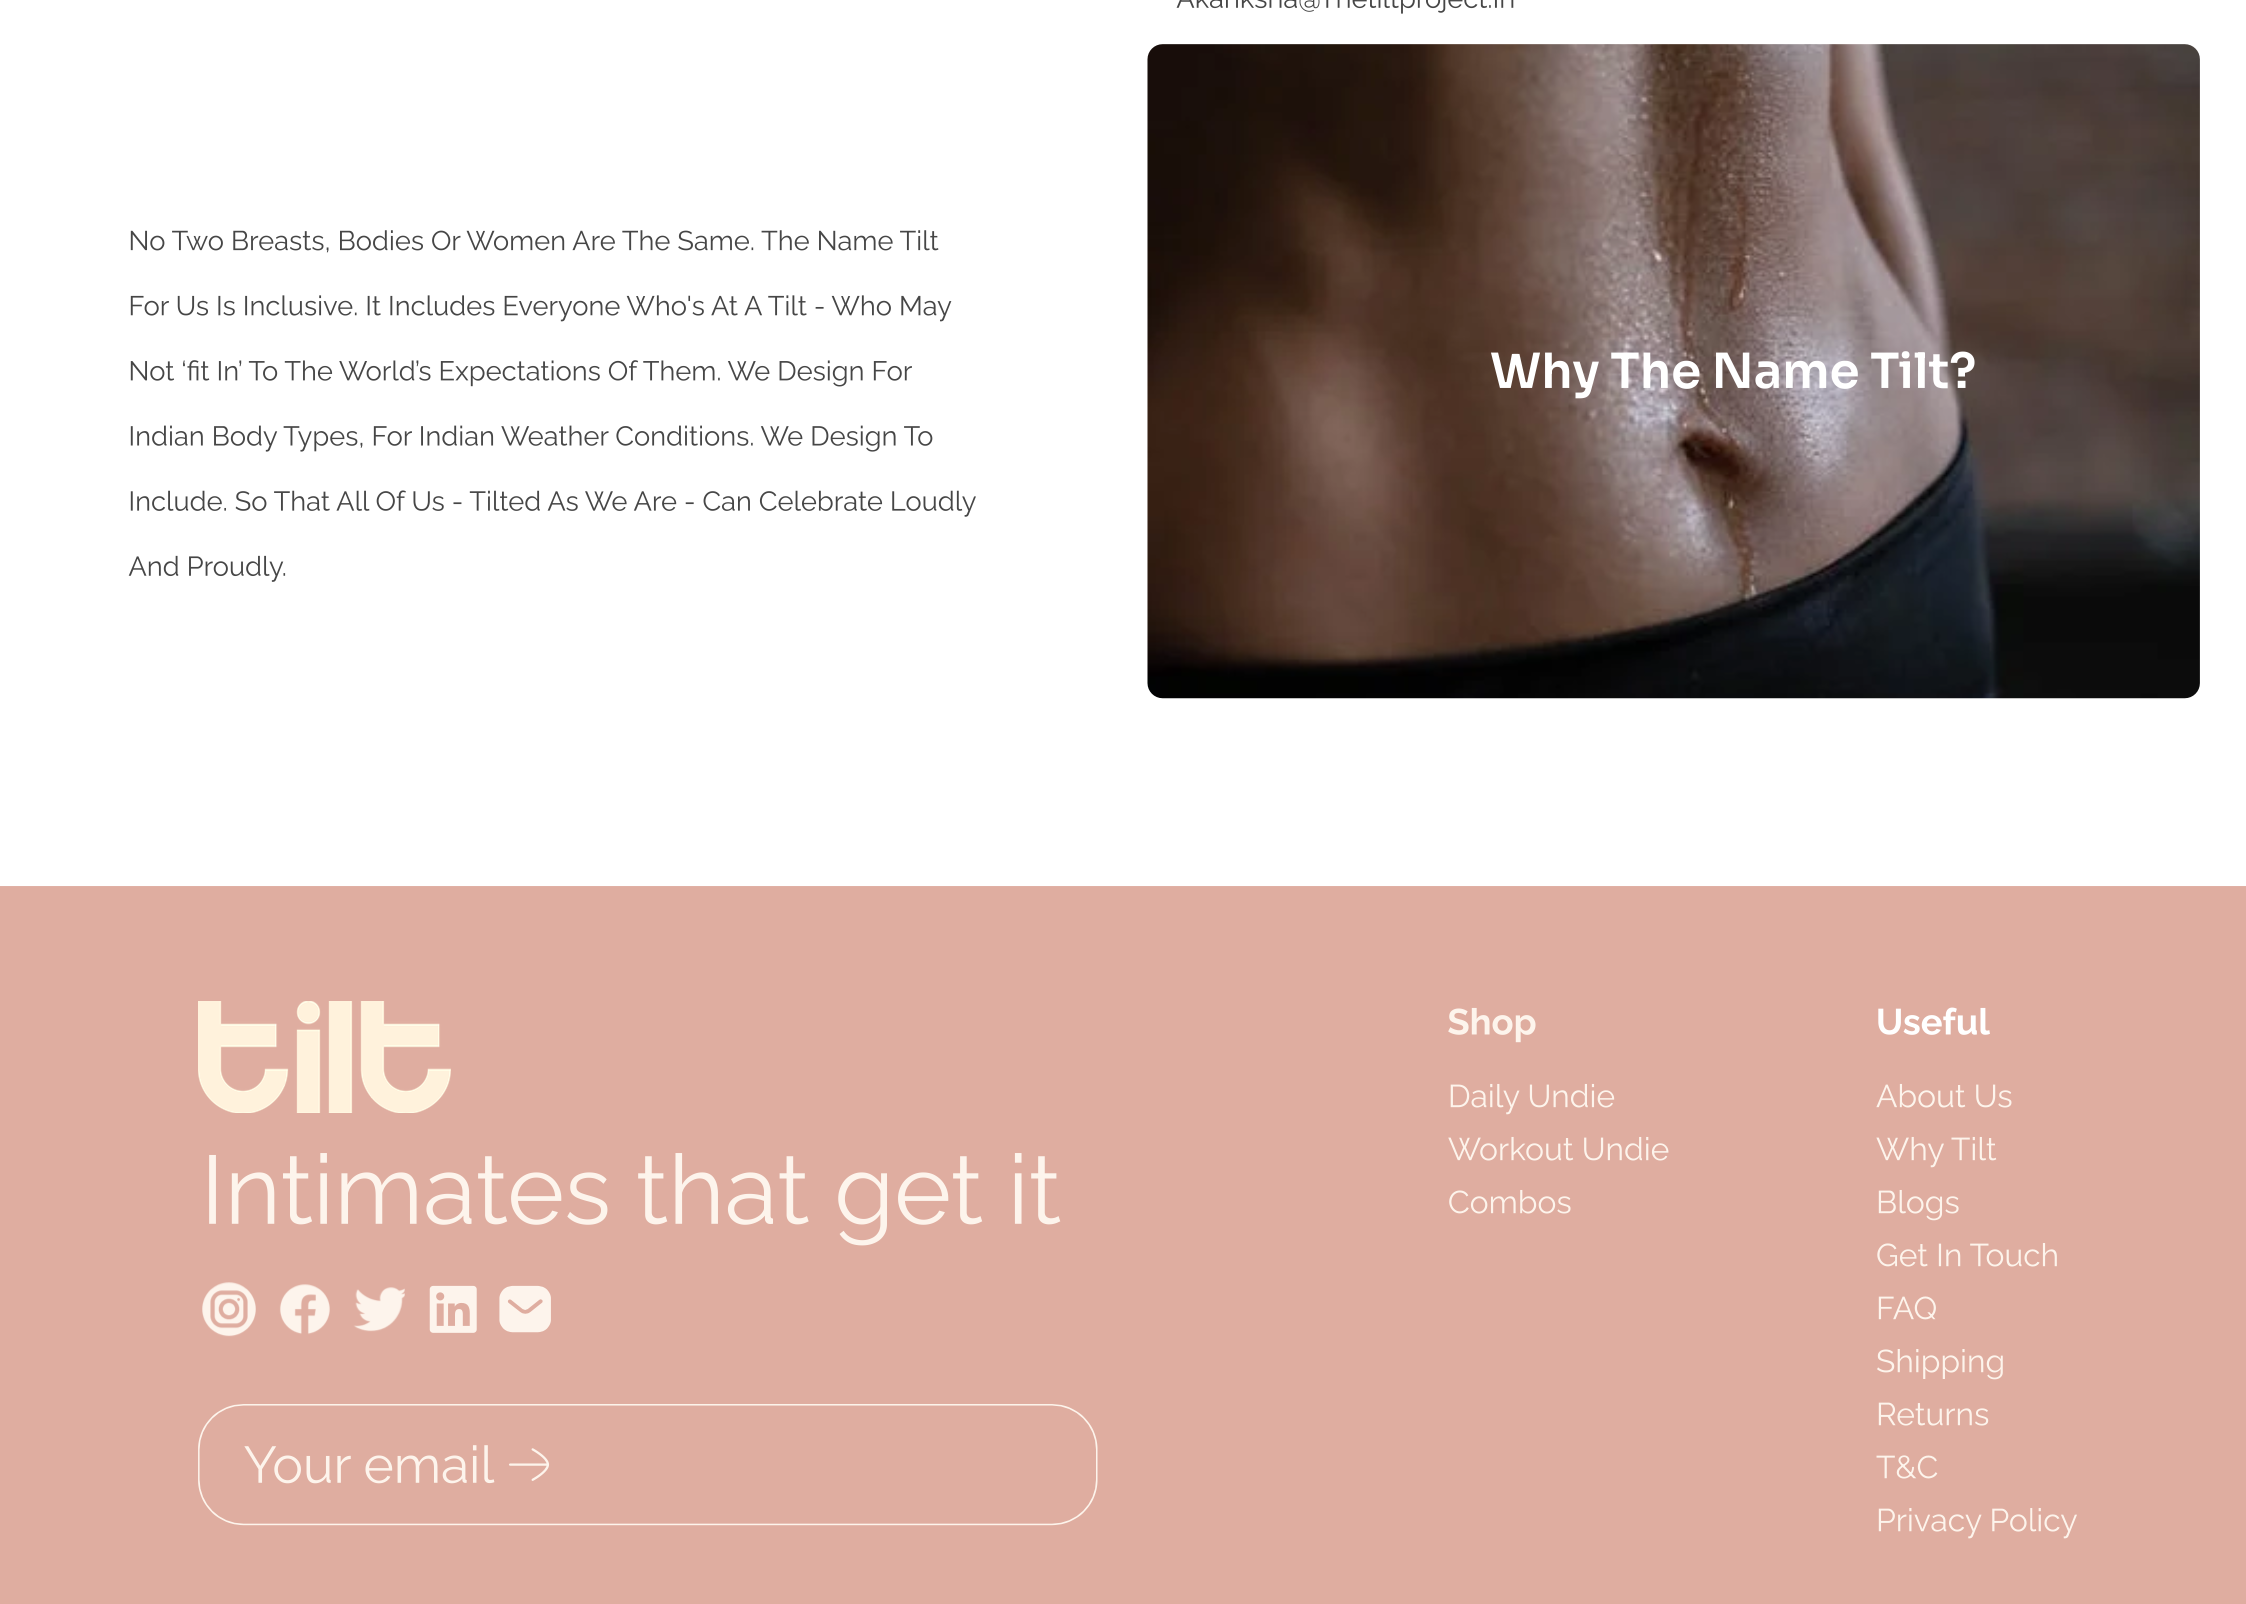 No Two Breasts, Bodies Or Women Are The Same. The Name Tilt
For Us Is Inclusive. It Includes Everyone Who's At A Tilt - Who May
Not ‘fit In’ To The World’s Expectations Of Them. We Design For
Indian Body Types, For Indian Weather Conditions. We Design To
Include. So That All Of Us - Tilted As We Are - Can Celebrate Loudly
And Proudly.
Why The Name Tilt?
tilt
Intimates that get it
Your email →
Shop
Daily Undie
Workout Undie
Combos
Useful
About Us
Why Tilt
Blogs
Get In Touch
FAQ
Shipping
Returns
T&C
Privacy Policy